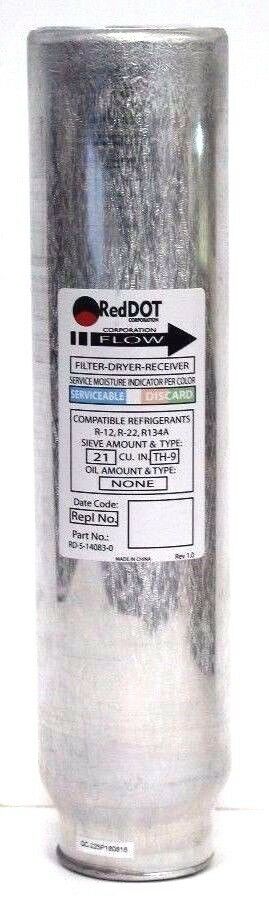 RedDOT
CORPORATION
CORPORATION
FLOW
FILTER-DRYER-RECEIVER
SERVICE MOISTURE INDICATOR PER COLOR
SERVICEABLE DISCARD
COMPATIBLE REFRIGERANTS
R-12, R-22, R134A
SIEVE AMOUNT & TYPE:
21 CU. IN. TH-9
OIL AMOUNT & TYPE:
NONE
Date Code:
Repl No.
Part No.:
RD-5-14083-0
MADE IN CHINA Rev. 1.0